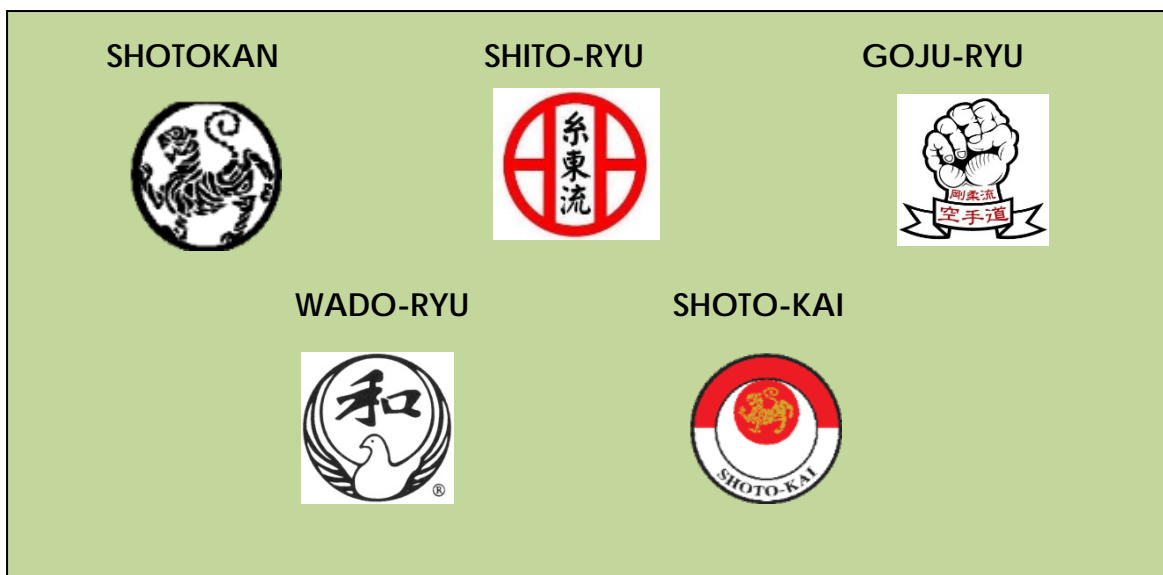 SHOTOKAN
SHITO-RYU
GOJU-RYU
糸東流
剛柔流
空手道
WADO-RYU
SHOTO-KAI
和
®
SHOTO-KAI